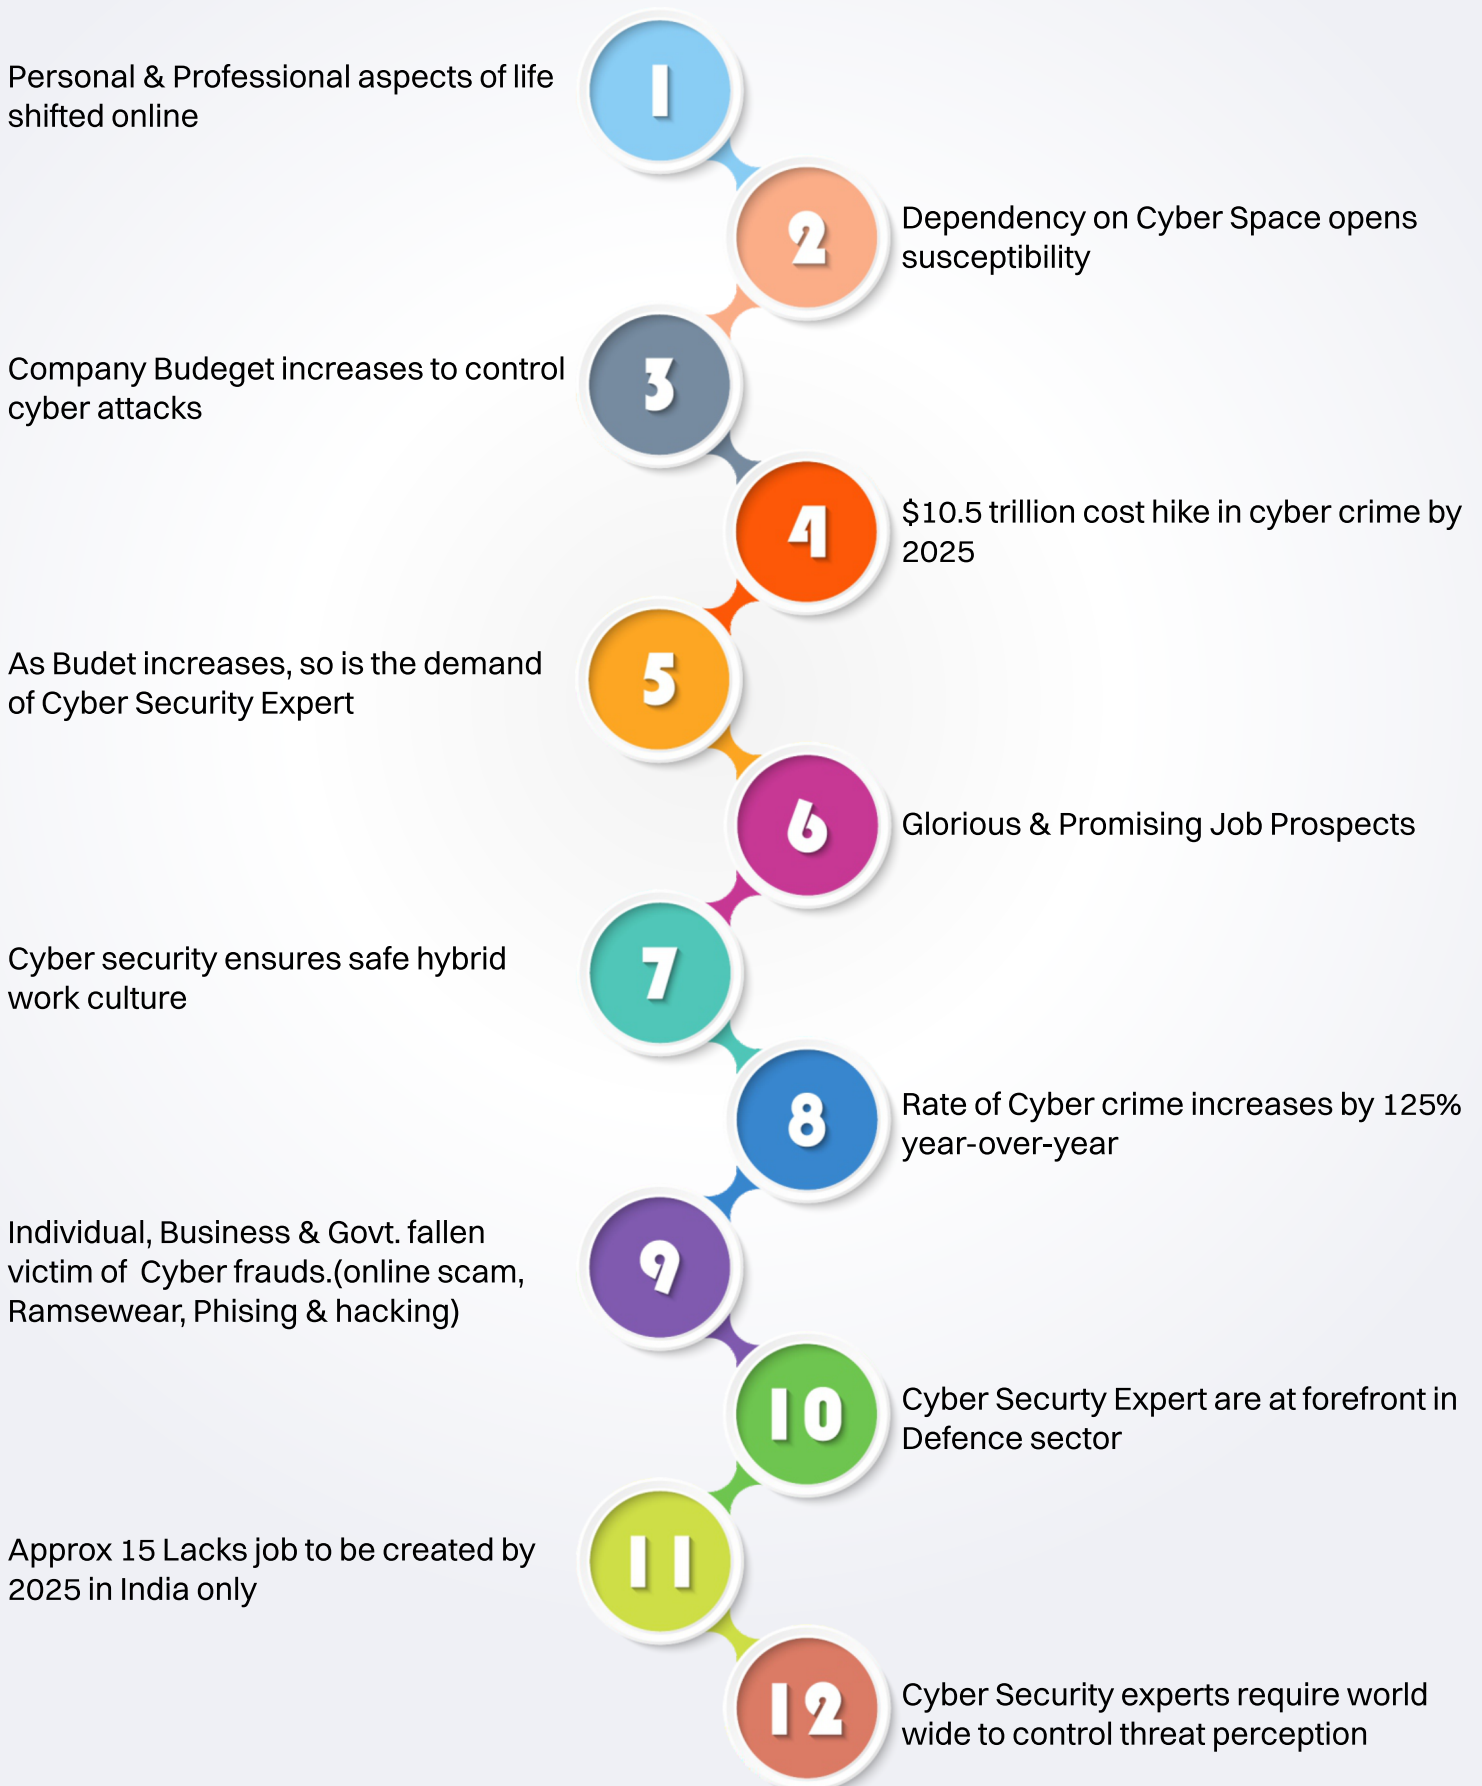 1
Personal & Professional aspects of life
shifted online
2
Dependency on Cyber Space opens
susceptibility
3
Company Budeget increases to control
cyber attacks
4
$10.5 trillion cost hike in cyber crime by
2025
5
As Budet increases, so is the demand
of Cyber Security Expert
6
Glorious & Promising Job Prospects
7
Cyber security ensures safe hybrid
work culture
8
Rate of Cyber crime increases by 125%
year-over-year
9
Individual, Business & Govt. fallen
victim of  Cyber frauds.(online scam,
Ramsewear, Phising & hacking)
10
Cyber Securty Expert are at forefront in
Defence sector
11
Approx 15 Lacks job to be created by
2025 in India only
12
Cyber Security experts require world
wide to control threat perception